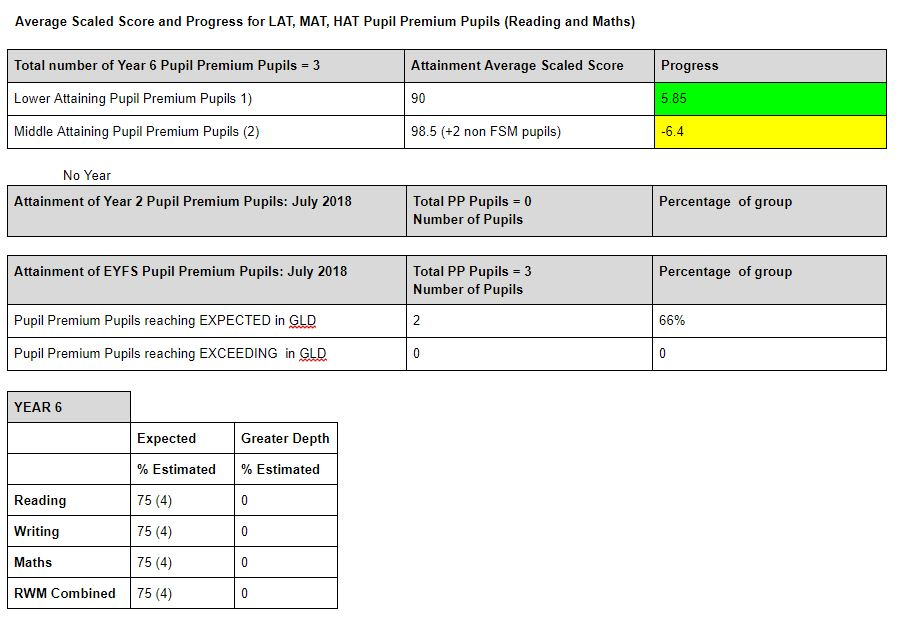 Average Scaled Score and Progress for LAT, MAT, HAT Pupil Premium Pupils (Reading and Maths)
Total number of Year 6 Pupil Premium Pupils = 3 Attainment Average Scaled Score Progress
Lower Attaining Pupil Premium Pupils 1) 90 5.85
Middle Attaining Pupil Premium Pupils (2) 98.5 (+2 non FSM pupils) -6.4
No Year
Attainment of Year 2 Pupil Premium Pupils: July 2018 Total PP Pupils = 0 Percentage of group
Number of Pupils
Attainment of EYFS Pupil Premium Pupils: July 2018 Total PP Pupils = 3 Percentage of group
Number of Pupils
Pupil Premium Pupils reaching EXPECTED in GLD 2 66%
Pupil Premium Pupils reaching EXCEEDING in GLD 0 0
YEAR 6
Expected Greater Depth
% Estimated % Estimated
Reading 75 (4) 0
Writing 75 (4) 0
Maths 75 (4) 0
RWM Combined 75 (4) 0